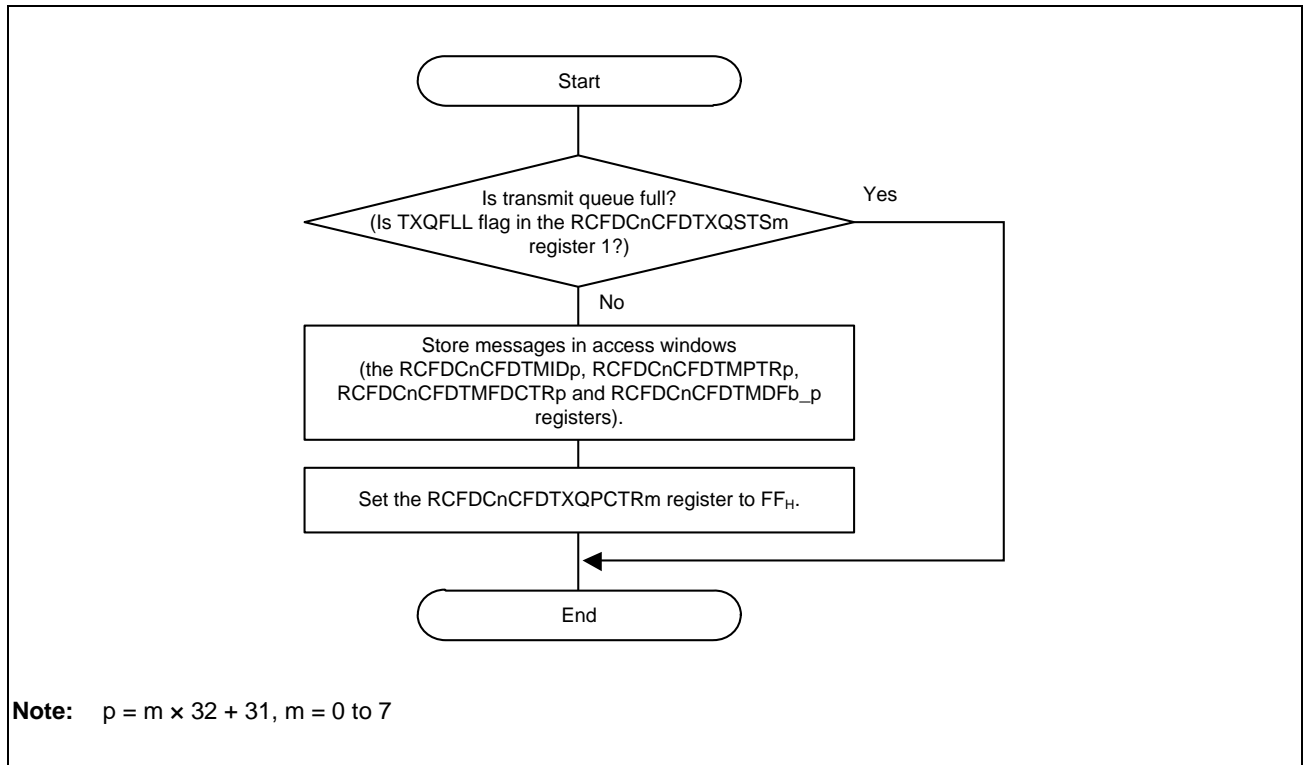 Start
Is transmit queue full?
(Is TXQFLL flag in the RCFDCnCFDTXQSTSm
register 1?)
Yes
No
Store messages in access windows
(the RCFDCnCFDTMIDp, RCFDCnCFDTMPTRp,
RCFDCnCFDTMFDCTRp and RCFDCnCFDTMDFb_p
registers).
Set the RCFDCnCFDTXQPCTRm register to FFH.
End
Note: p = m × 32 + 31, m = 0 to 7